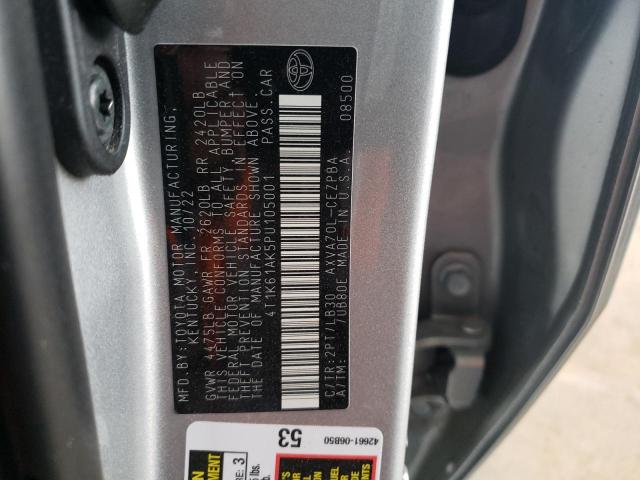 MFD.BY:TOYOTA MOTOR MANUFACTURING,
KENTUCKY, INC. 10/22
GVWR 4475LB GAWR FR 2620LB RR 2420LB
THIS VEHICLE CONFORMS TO ALL APPLICABLE
FEDERAL MOTOR VEHICLE SAFETY, BUMPER AND
THEFT PREVENTION STANDARDS IN EFFECT ON
THE DATE OF MANUFACTURE SHOWN ABOVE.
4T1K61AK5PU105001 PASS CAR
C/TR:2PT/LB30 AXVA70L-CEZPBA
A/TM: /UB80E MADE IN U.S.A. 08500
53
42661-06B50
3
lbs.